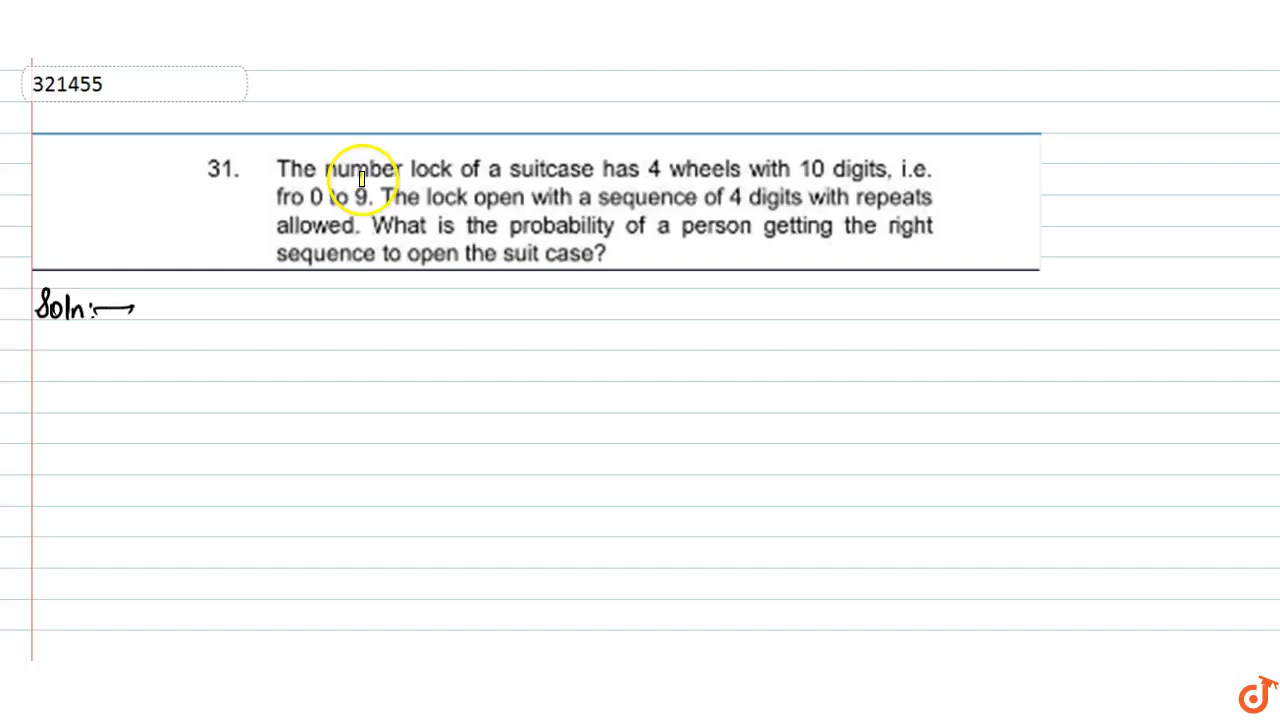 321455
31. The number lock of a suitcase has 4 wheels with 10 digits, i.e.
fro 0 to 9. The lock open with a sequence of 4 digits with repeats
allowed. What is the probability of a person getting the right
sequence to open the suit case?
Soln:→